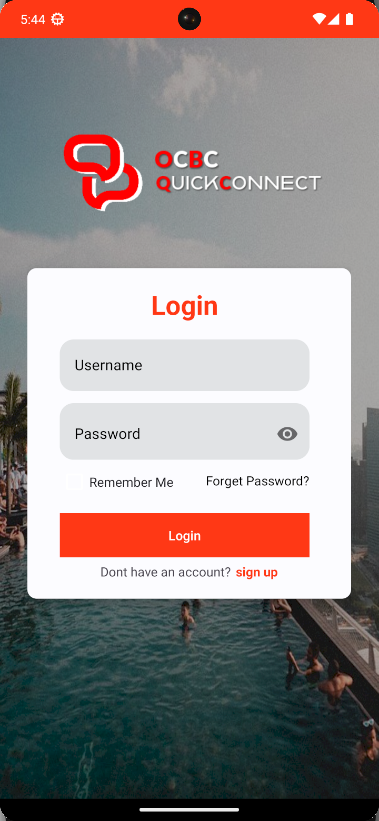 5:44
OCBC
QUICKCONNECT
Login
Username
Password
Remember Me Forget Password?
Login
Dont have an account? sign up